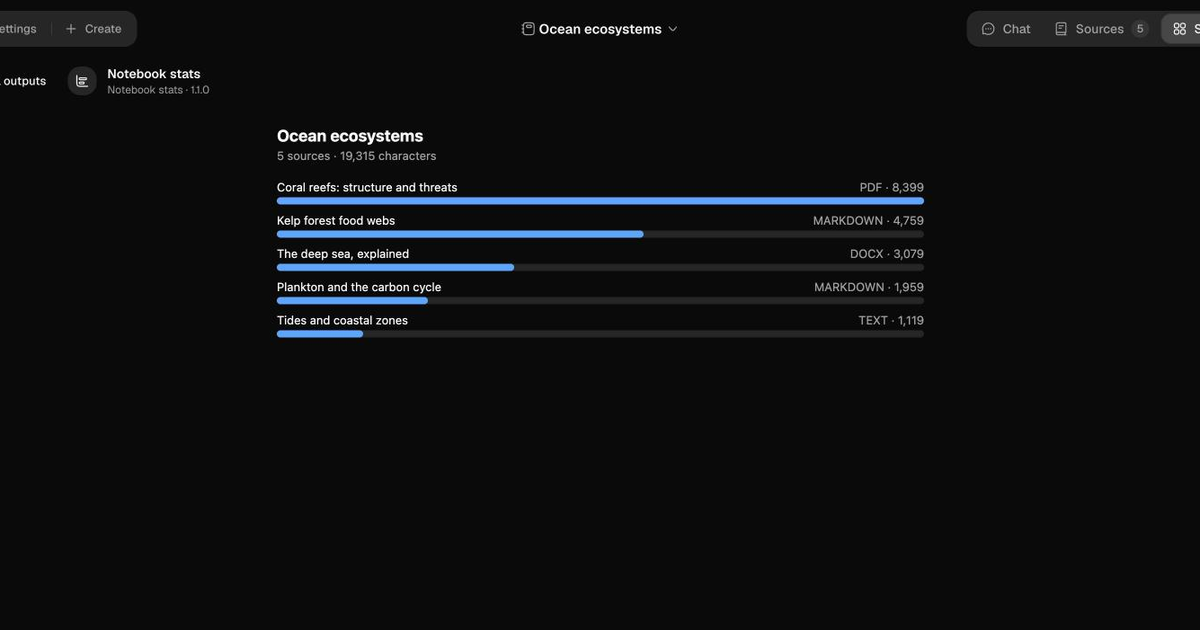 ettings
Create
Ocean ecosystems
Chat
Sources 5
outputs
Notebook stats
Notebook stats · 1.1.0
Ocean ecosystems
5 sources · 19,315 characters
Coral reefs: structure and threats PDF · 8,399
Kelp forest food webs MARKDOWN · 4,759
The deep sea, explained DOCX · 3,079
Plankton and the carbon cycle MARKDOWN · 1,959
Tides and coastal zones TEXT · 1,119